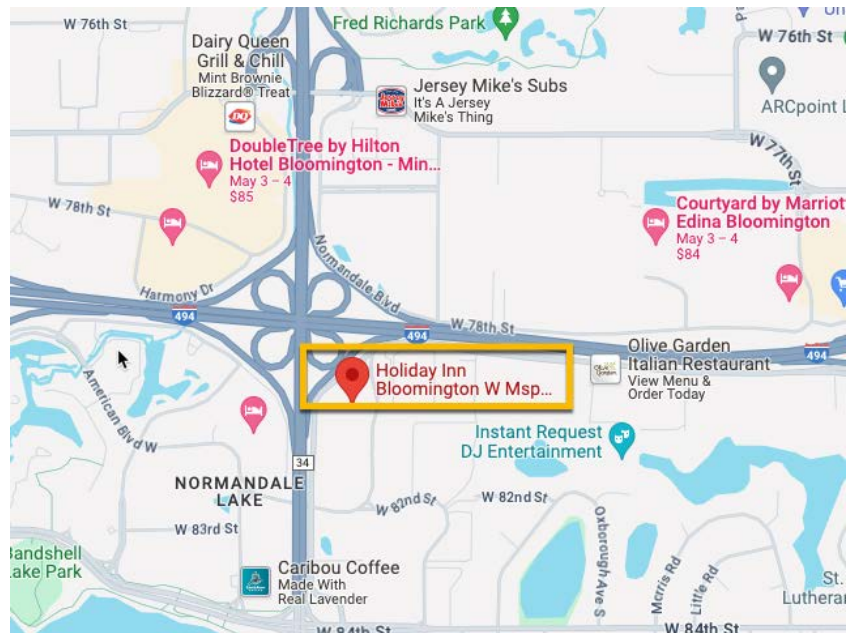 W 76th St
Fred Richards Park
W 76th St
Dairy Queen
Grill & Chill
Mint Brownie
Blizzard® Treat
DQ
Jersey Mike's Subs
It's A Jersey
Mike's Thing
ARCpoint L
DoubleTree by Hilton
Hotel Bloomington - Min...
May 3 – 4
$85
W 77th St
W 78th St
Courtyard by Marriot
Edina Bloomington
May 3 – 4
$84
Normandale Blvd
Harmony Dr
494
494
W 78th St
494
Olive Garden
Italian Restaurant
View Menu &
Order Today
Holiday Inn
Bloomington W Msp...
American Blvd W
Instant Request
DJ Entertainment
34
NORMANDALE
LAKE
W 82nd St
W 82nd St
W 83rd St
Oxborough Ave S
Morris Rd
Little Rd
Bandshell
Lake Park
Caribou Coffee
Made With
Real Lavender
St.
Lutheran
W 84th St
W 84th St